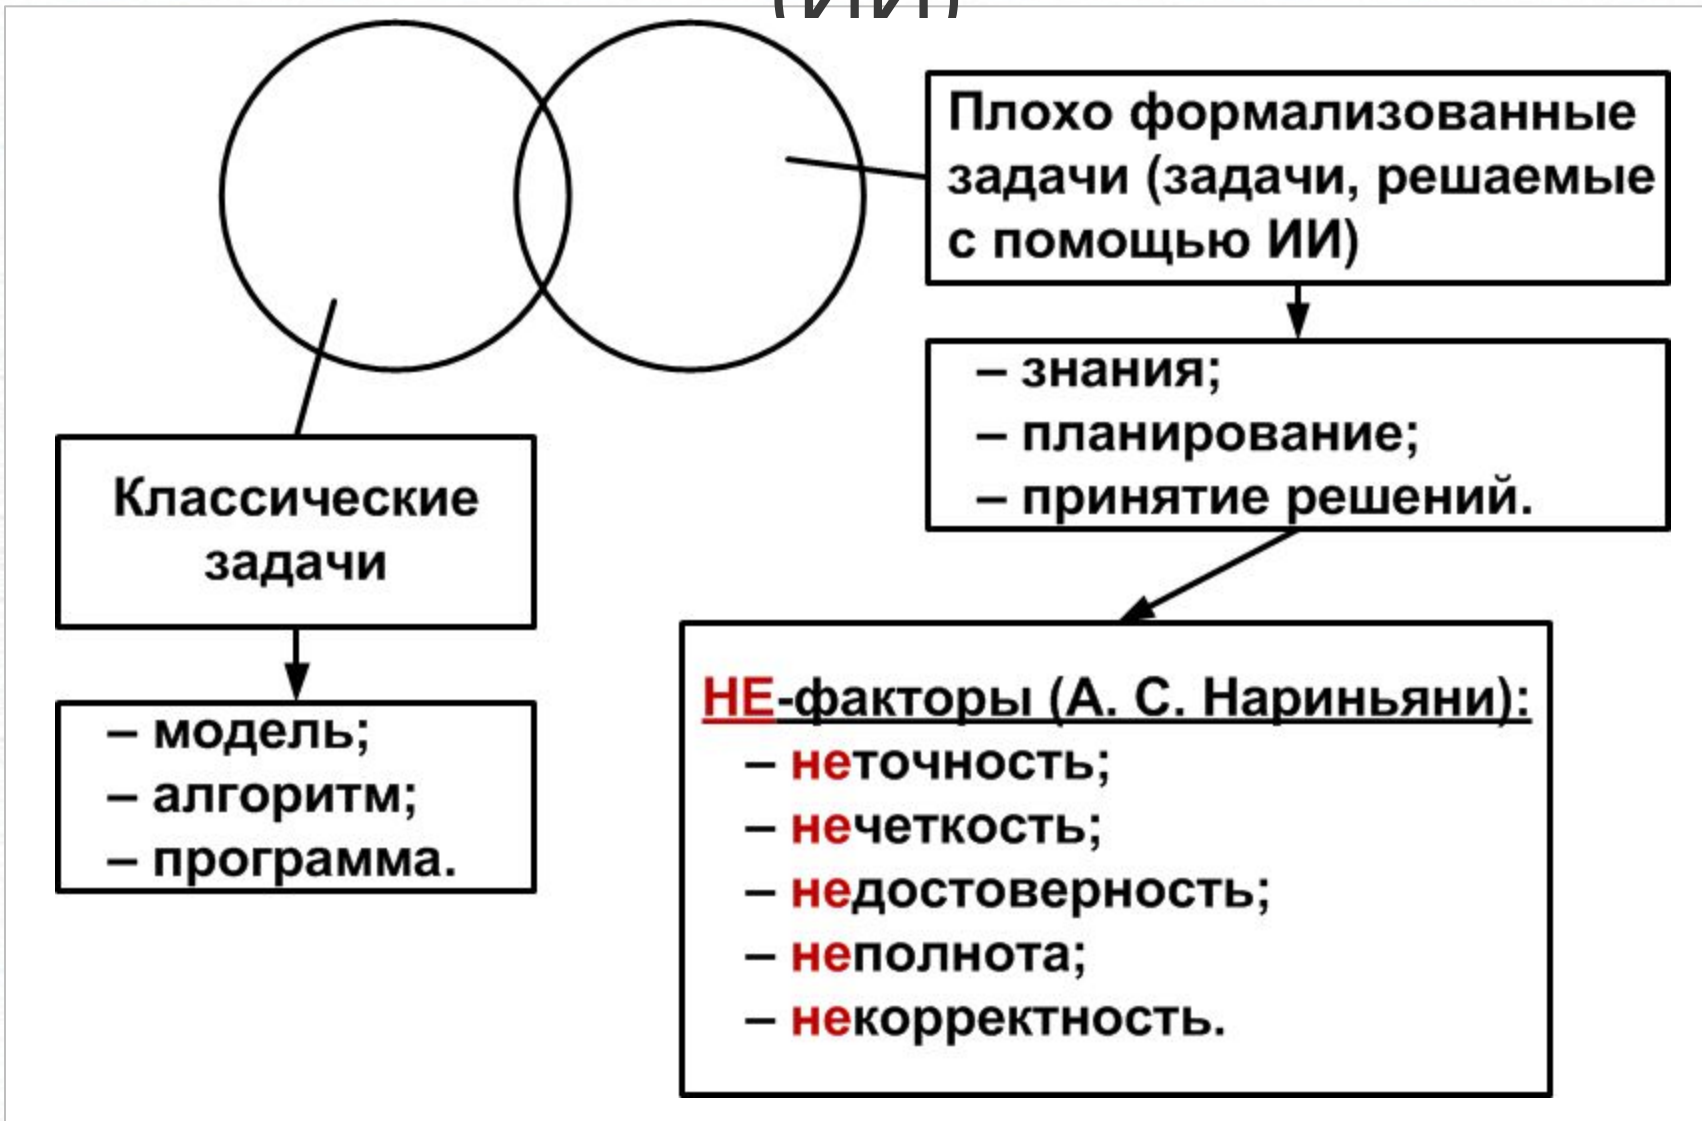 (ИИ)
Плохо формализованные
задачи (задачи, решаемые
с помощью ИИ)
– знания;
– планирование;
– принятие решений.
Классические
задачи
– модель;
– алгоритм;
– программа.
НЕ-факторы (А. С. Нариньяни):
– неточность;
– нечеткость;
– недостоверность;
– неполнота;
– некорректность.